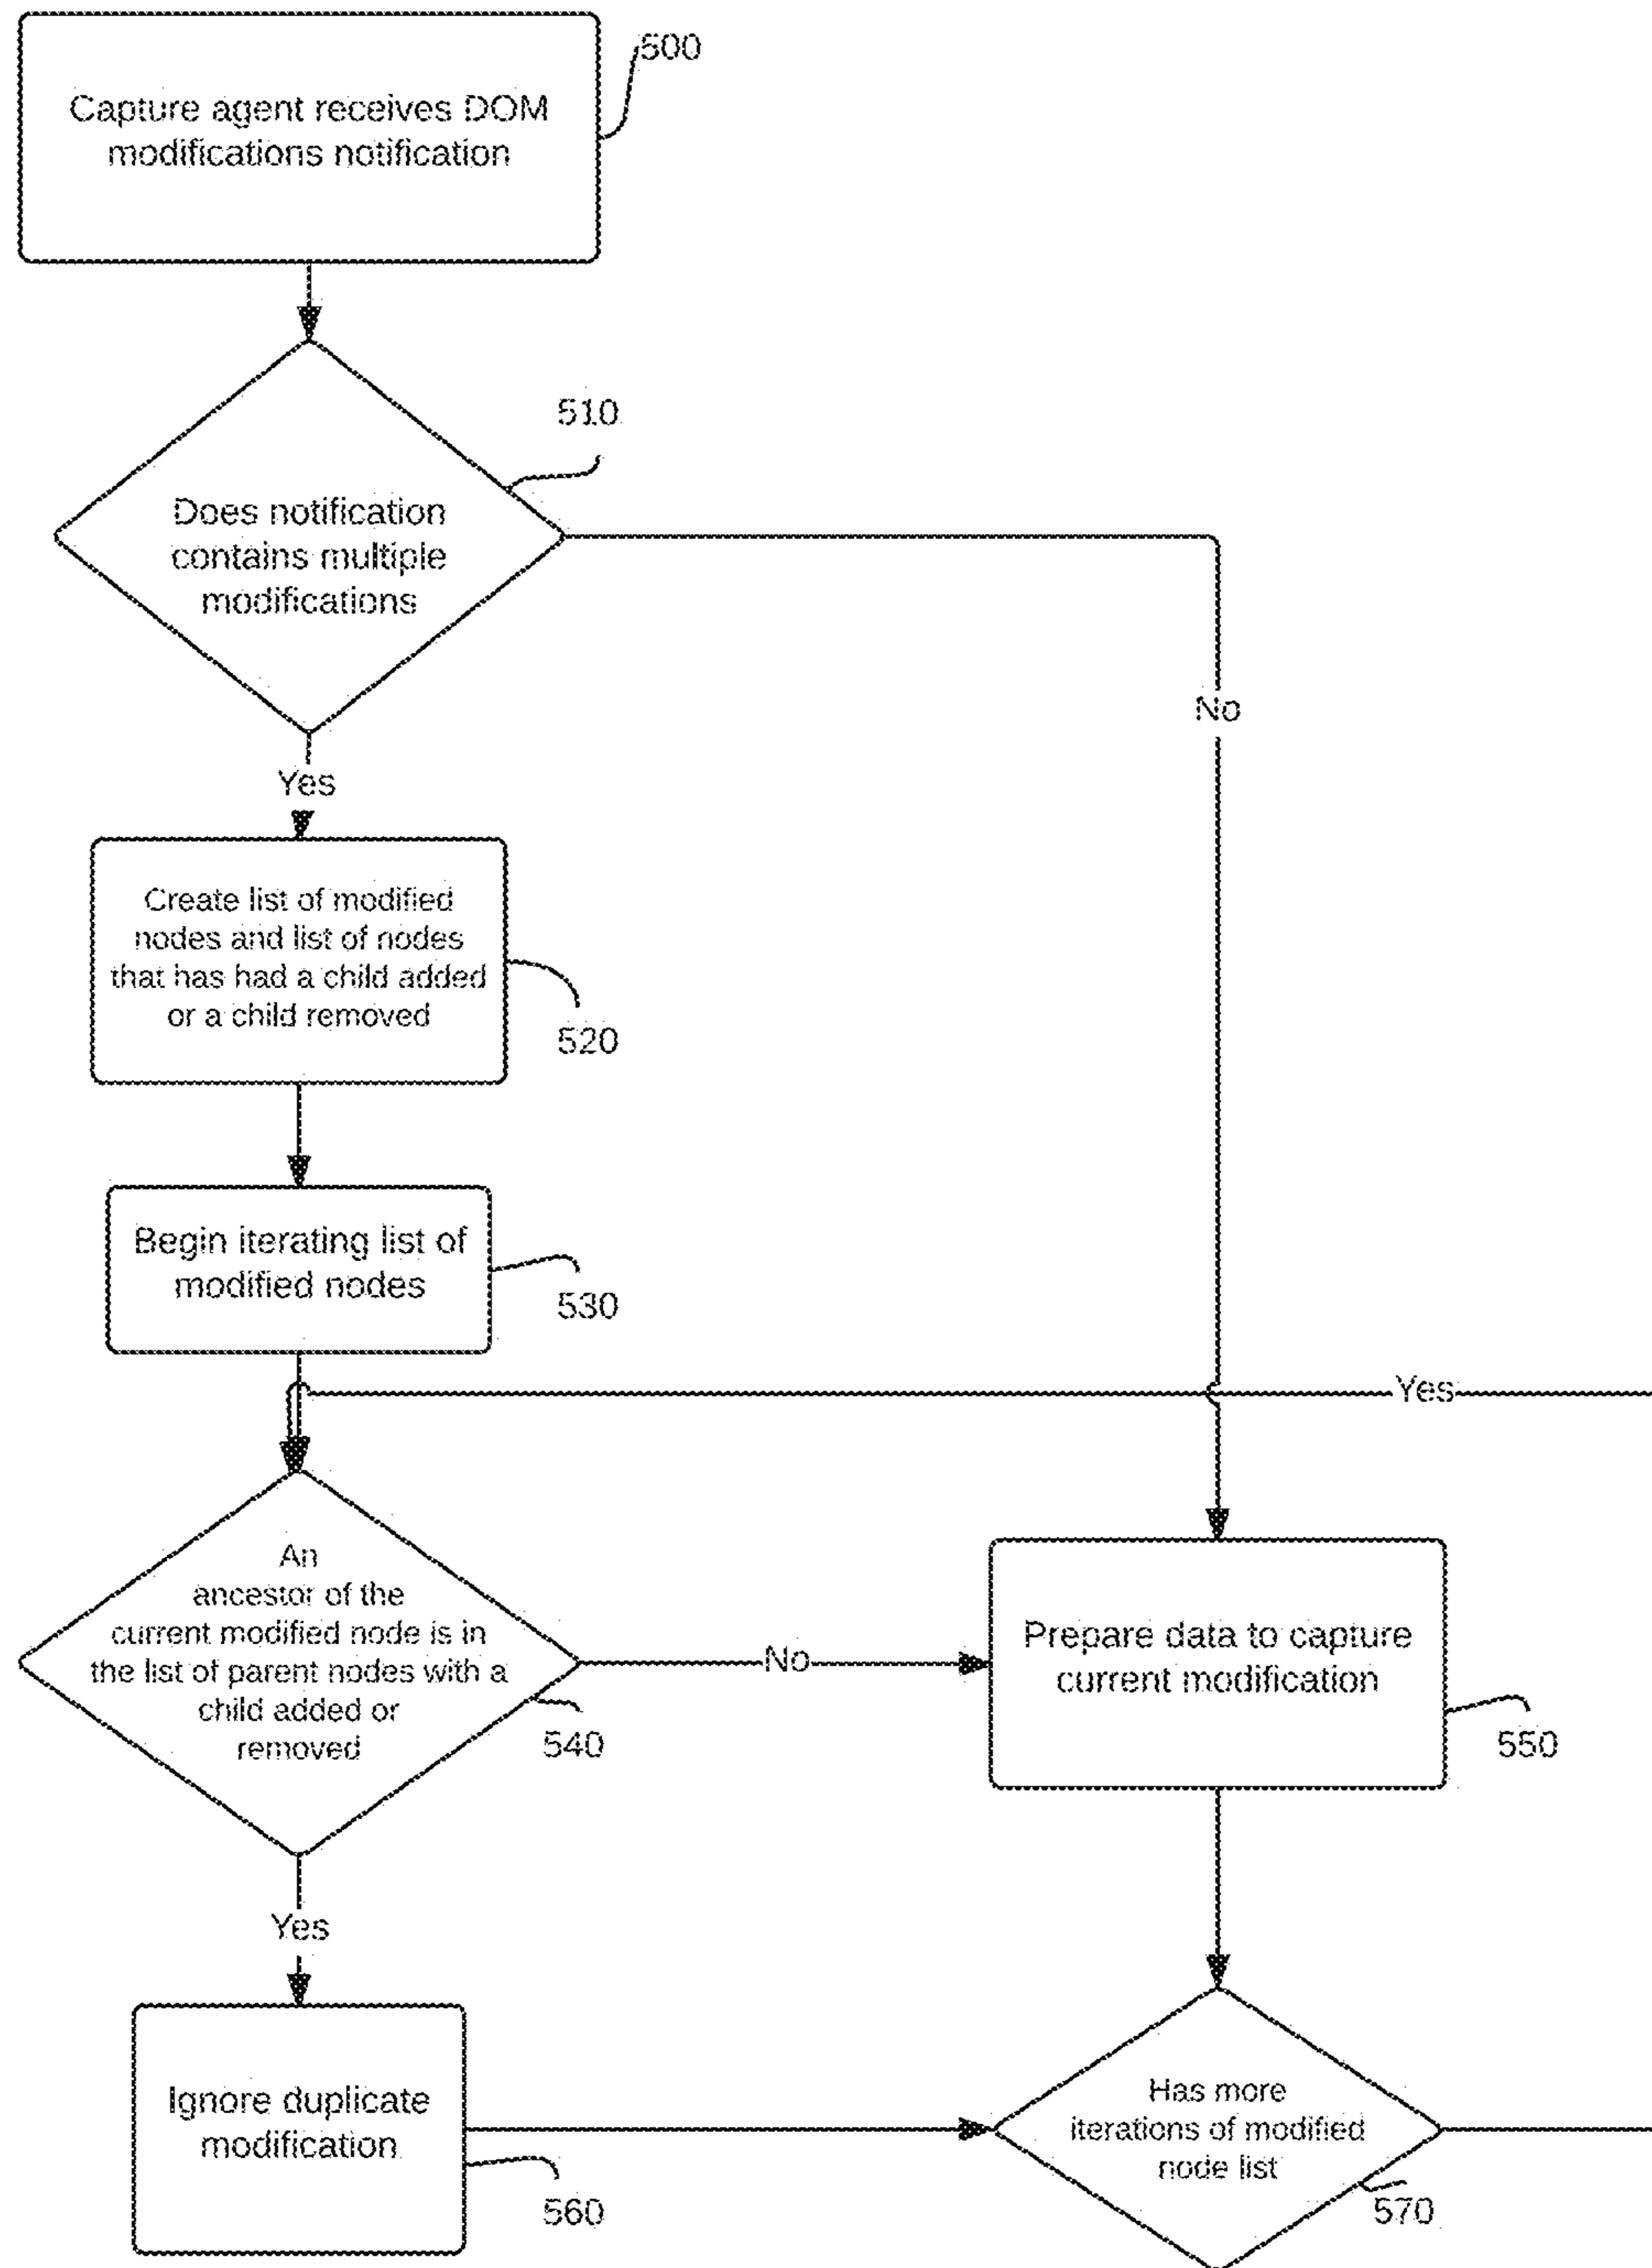 500
Capture agent receives DOM
modifications notification
510
Does notification
contains multiple
modifications
No
Yes
Create list of modified
nodes and list of nodes
that has had a child added
or a child removed
520
Begin iterating list of
modified nodes
530
Yes
An
ancestor of the
current modified node is in
the list of parent nodes with a
child added or
removed
540
No
Prepare data to capture
current modification
550
Yes
Ignore duplicate
modification
560
Has more
iterations of modified
node list
570